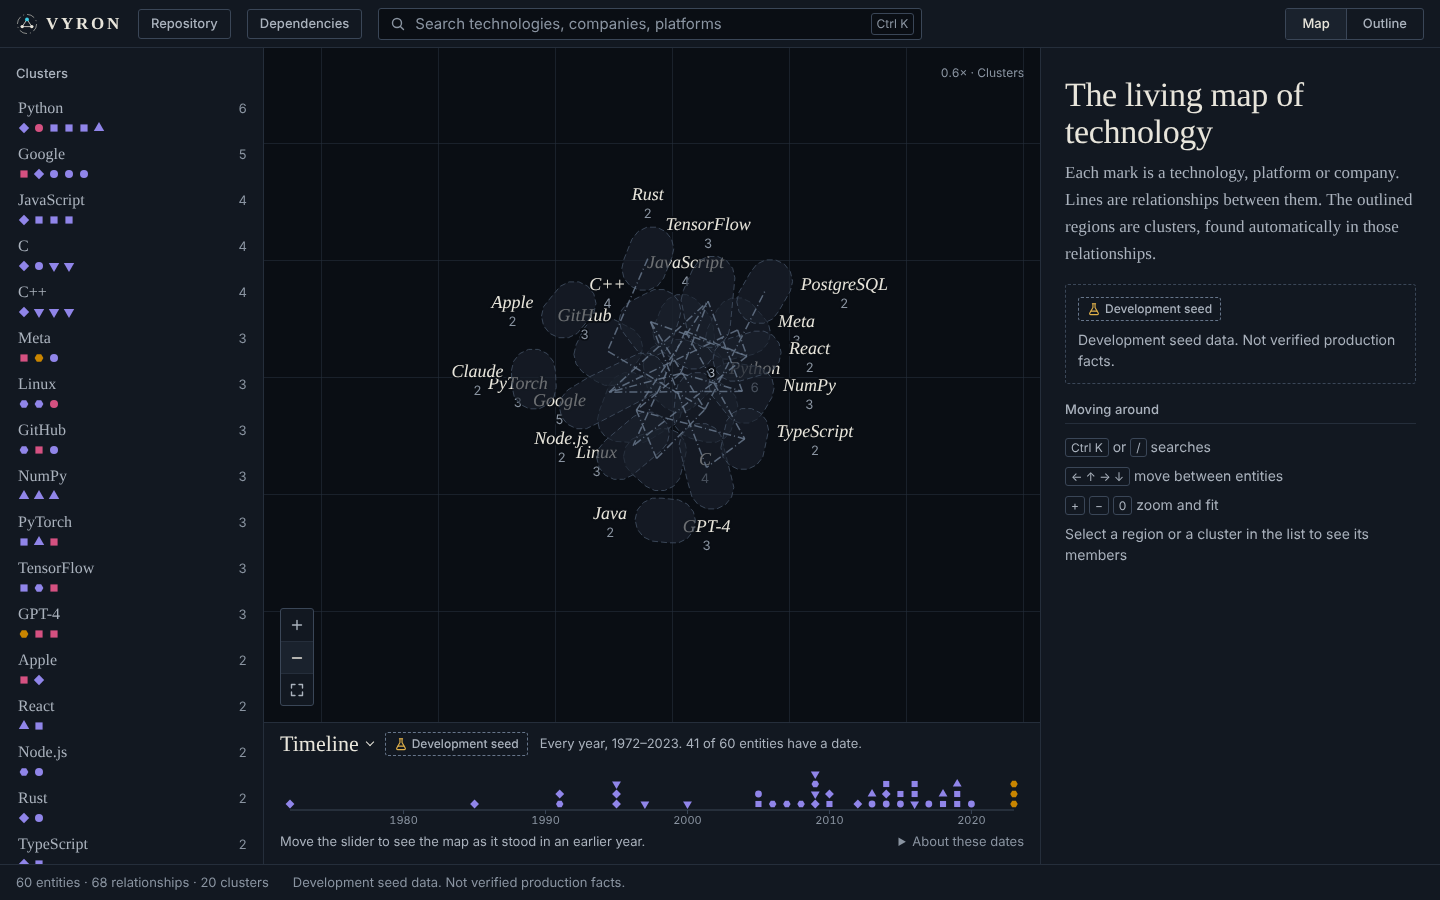 VYRON
Repository
Dependencies
Search technologies, companies, platforms
Ctrl K
Map
Outline
Clusters
Python 6
Google 5
JavaScript 4
C 4
C++ 4
Meta 3
Linux 3
GitHub 3
NumPy 3
PyTorch 3
TensorFlow 3
GPT-4 3
Apple 2
React 2
Node.js 2
Rust 2
TypeScript 2
0.6× · Clusters
Rust
2
TensorFlow
3
JavaScript
4
C++
4
PostgreSQL
2
Apple
2
GitHub
3
Meta
3
React
2
Python
6
3
Claude
2
PyTorch
3
NumPy
3
Google
5
TypeScript
2
Node.js
2
Linux
3
C
4
Java
2
GPT-4
3
+
−
Timeline
Development seed
Every year, 1972–2023. 41 of 60 entities have a date.
1980
1990
2000
2010
2020
Move the slider to see the map as it stood in an earlier year.
About these dates
The living map of
technology
Each mark is a technology, platform or company.
Lines are relationships between them. The outlined
regions are clusters, found automatically in those
relationships.
Development seed
Development seed data. Not verified production
facts.
Moving around
Ctrl K or / searches
← ↑ → ↓ move between entities
+ − 0 zoom and fit
Select a region or a cluster in the list to see its
members
60 entities · 68 relationships · 20 clusters
Development seed data. Not verified production facts.